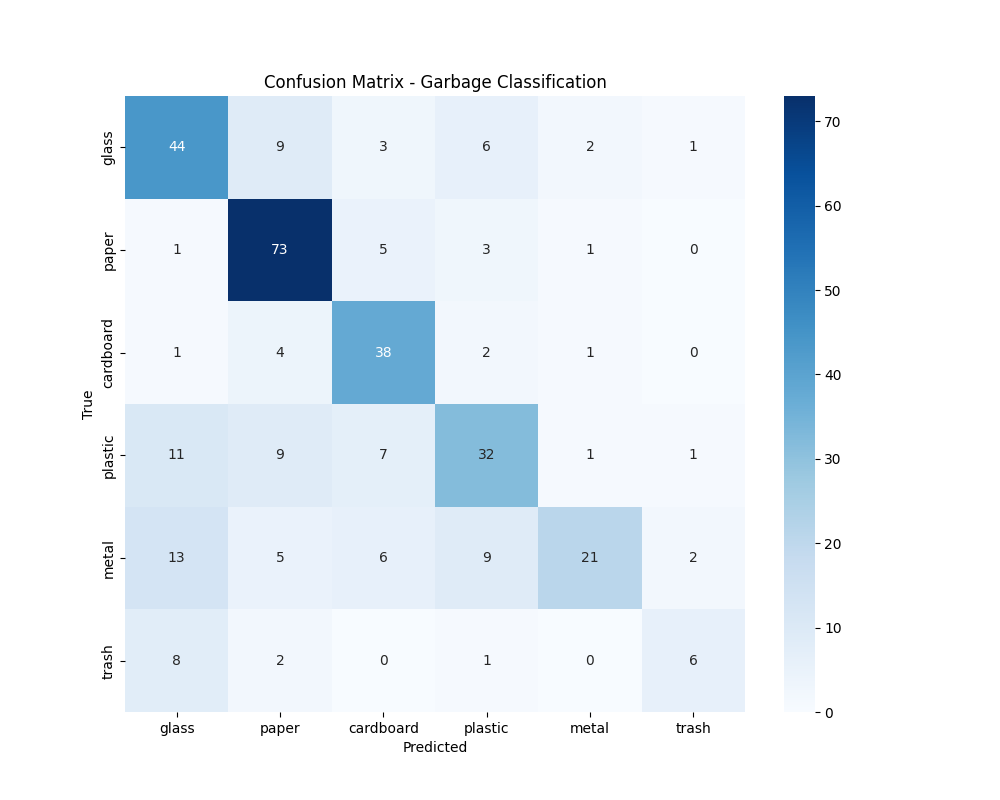 Confusion Matrix - Garbage Classification
glass 44 9 3 6 2 1
paper 1 73 5 3 1 0
cardboard 1 4 38 2 1 0
plastic 11 9 7 32 1 1
metal 13 5 6 9 21 2
trash 8 2 0 1 0 6
glass paper cardboard plastic metal trash
Predicted
True
70
60
50
40
30
20
10
0